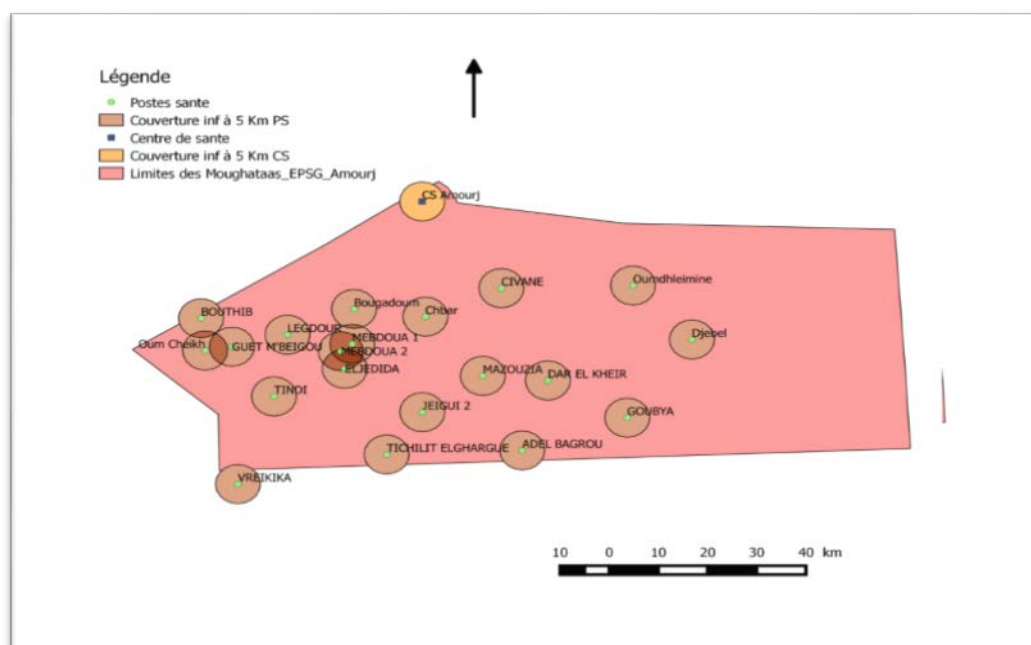 Légende
Postes sante
Couverture inf à 5 Km PS
Centre de sante
Couverture inf à 5 Km CS
Limites des Moughataas_EPSG_Amourj
CS Amourj
CIVANE
Oumdhleimine
Bougadoum
BOUTHIB
Chbar
LEGDOUR
MEBDOUA 1
Djebel
Oum Cheikh
GUET M'BEIGOU
MEBDOUA 2
ELJEDIDA
MAZOUZIA
DAR EL KHEIR
TINDI
JEIGUI 2
GOUBYA
TICHILIT ELGHARGUE
ADEL BAGROU
VREIKIKA
10 0 10 20 30 40 km